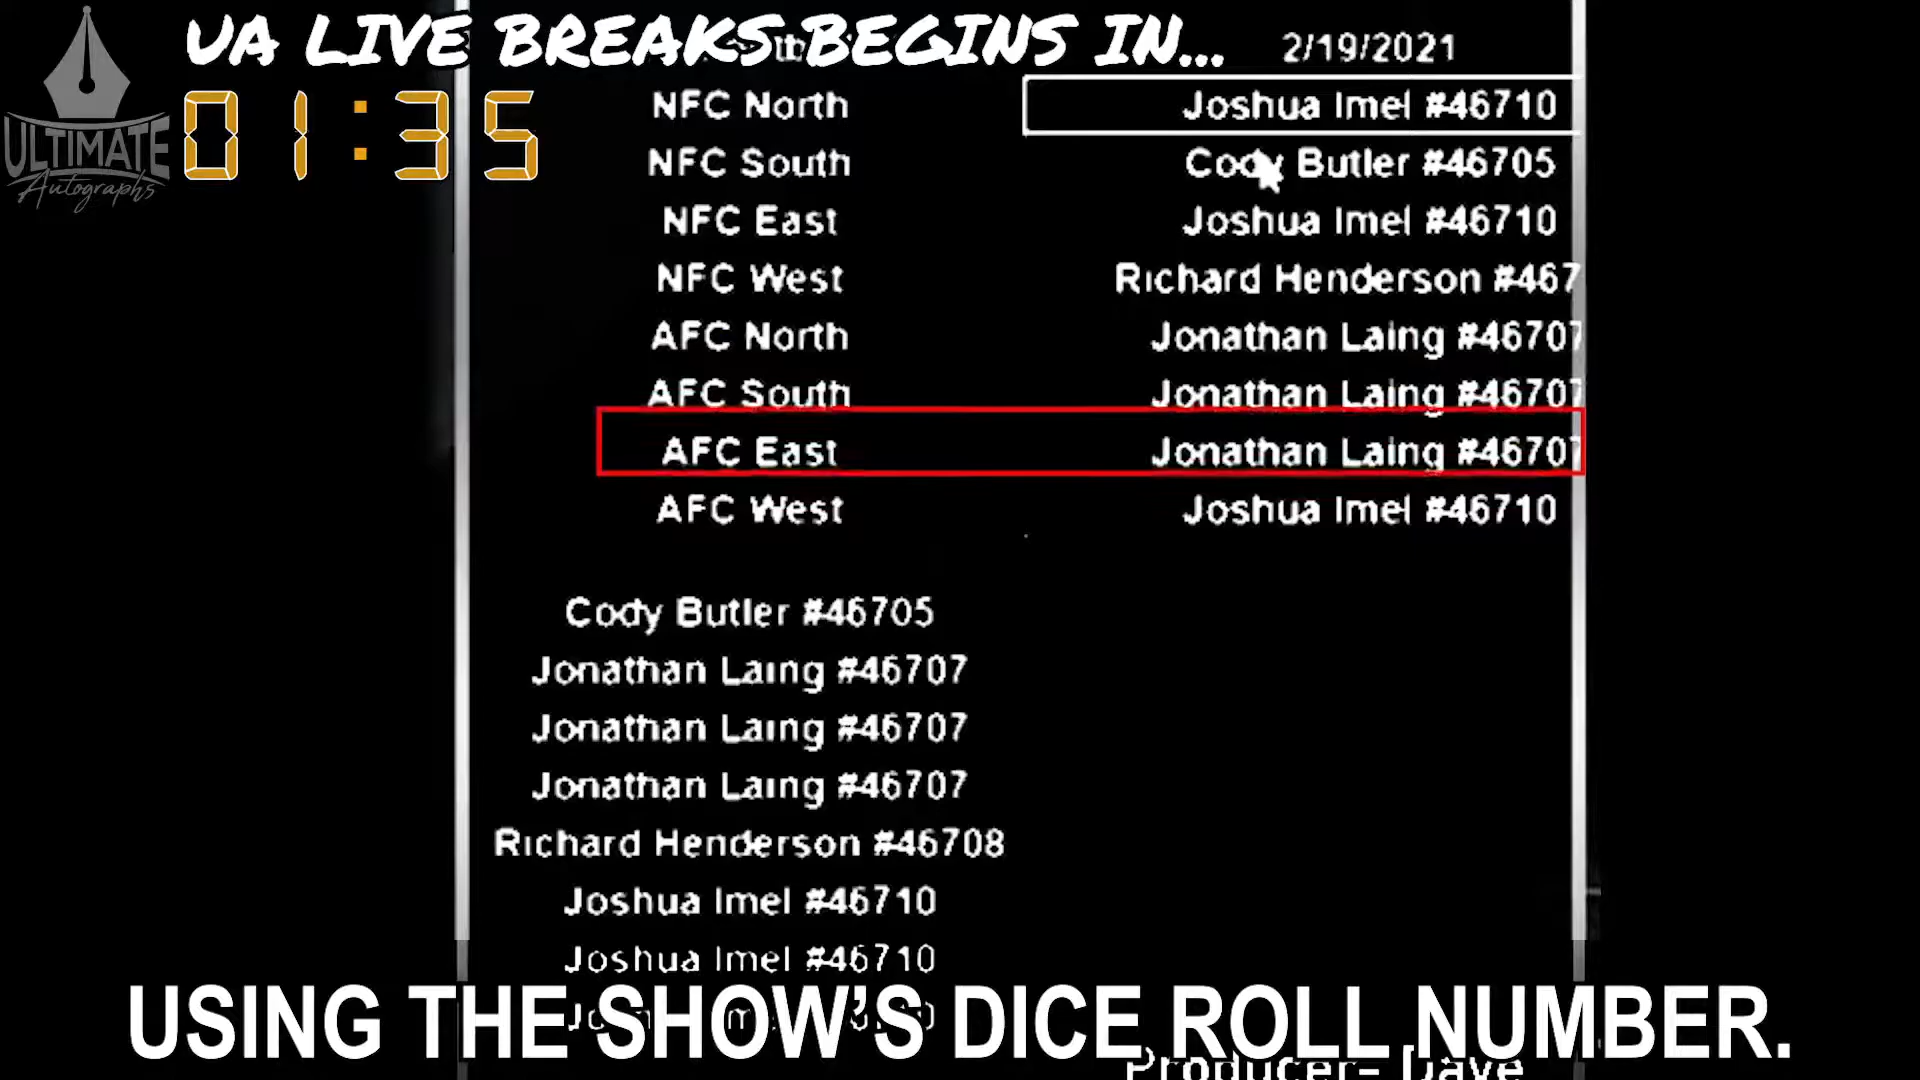 UA LIVE BREAKS BEGINS IN...
2/19/2021
ULTIMATE
Autographs
01:35
NFC North Joshua Imel #46710
NFC South Cody Butler #46705
NFC East Joshua Imel #46710
NFC West Richard Henderson #467
AFC North Jonathan Laing #46707
AFC South Jonathan Laing #46707
AFC East Jonathan Laing #46707
AFC West Joshua Imel #46710
Cody Butler #46705
Jonathan Laing #46707
Jonathan Laing #46707
Jonathan Laing #46707
Richard Henderson #46708
Joshua Imel #46710
Joshua Imel #46710
USING THE SHOW'S DICE ROLL NUMBER.
Producer- Dave